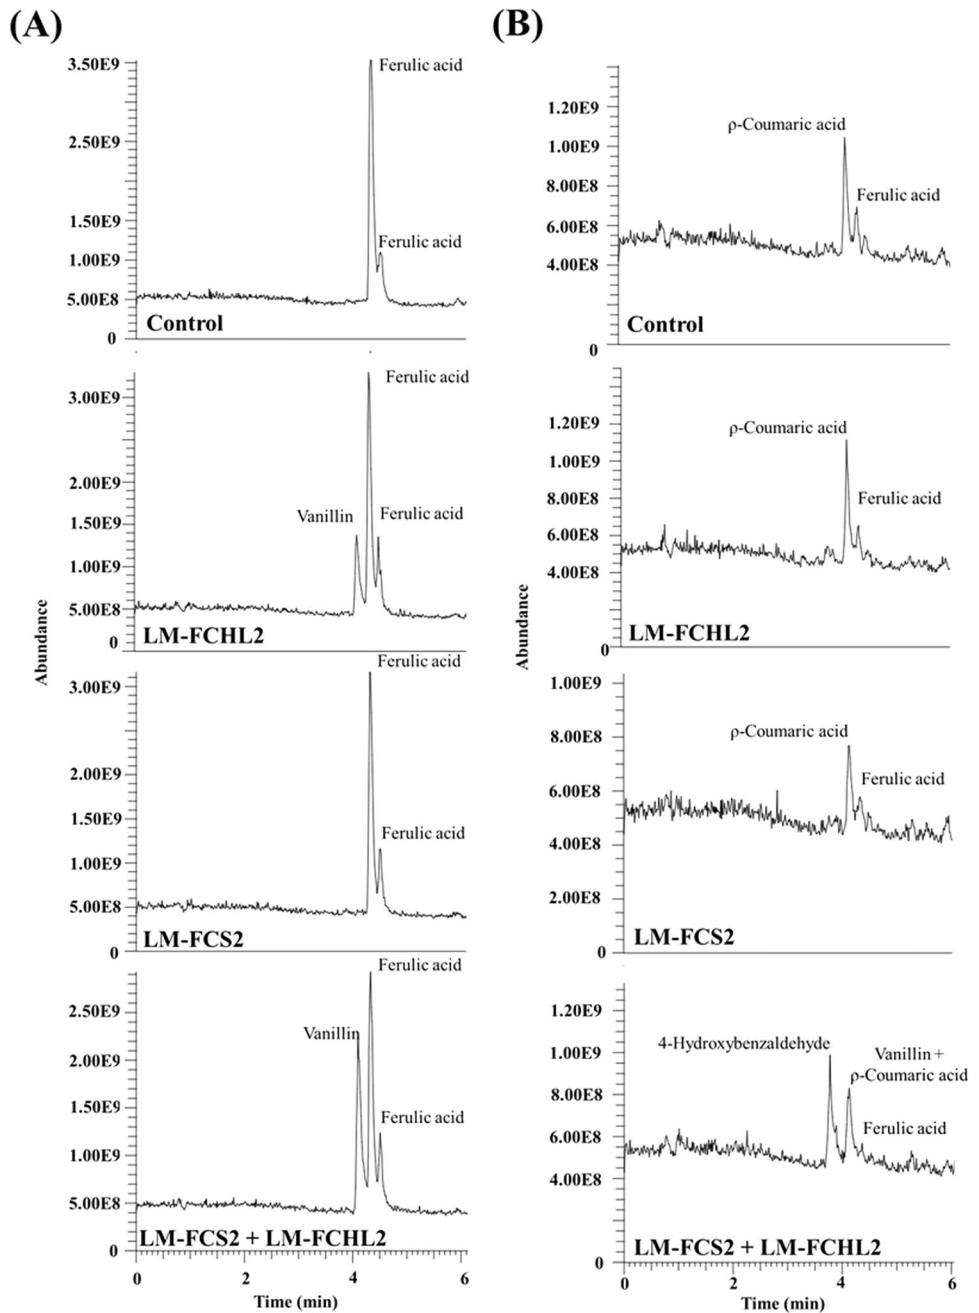 (A)
3.50E9
2.50E9
1.50E9
1.00E9
5.00E8
0
Ferulic acid
Ferulic acid
Control
3.00E9
2.00E9
1.50E9
1.00E9
5.00E8
0
Ferulic acid
Vanillin
Ferulic acid
LM-FCHL2
Abundance
3.00E9
2.00E9
1.50E9
1.00E9
5.00E8
0
Ferulic acid
Ferulic acid
LM-FCS2
2.50E9
2.00E9
1.50E9
1.00E9
5.00E8
0
Ferulic acid
Vanillin
Ferulic acid
LM-FCS2 + LM-FCHL2
0 2 4 6
Time (min)
(B)
1.20E9
1.00E9
8.00E8
6.00E8
4.00E8
0
ρ-Coumaric acid
Ferulic acid
Control
1.20E9
1.00E9
8.00E8
6.00E8
4.00E8
0
ρ-Coumaric acid
Ferulic acid
LM-FCHL2
Abundance
1.00E9
8.00E8
6.00E8
4.00E8
2.00E8
0
ρ-Coumaric acid
Ferulic acid
LM-FCS2
1.20E9
1.00E9
8.00E8
6.00E8
4.00E8
0
4-Hydroxybenzaldehyde
Vanillin +
ρ-Coumaric acid
Ferulic acid
LM-FCS2 + LM-FCHL2
0 2 4 6
Time (min)